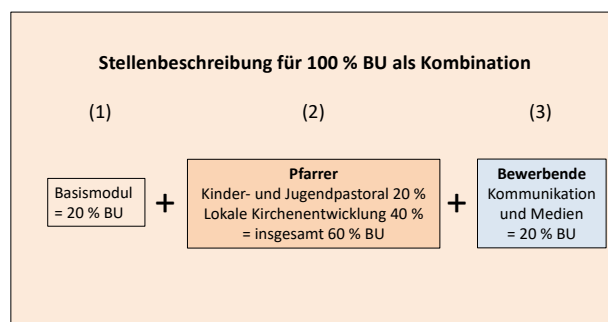 Stellenbeschreibung für 100 % BU als Kombination
(1)
(2)
(3)
Basismodul
= 20 % BU
+
Pfarrer
Kinder- und Jugendpastoral 20 %
Lokale Kirchenentwicklung 40 %
= insgesamt 60 % BU
+
Bewerbende
Kommunikation
und Medien
= 20 % BU